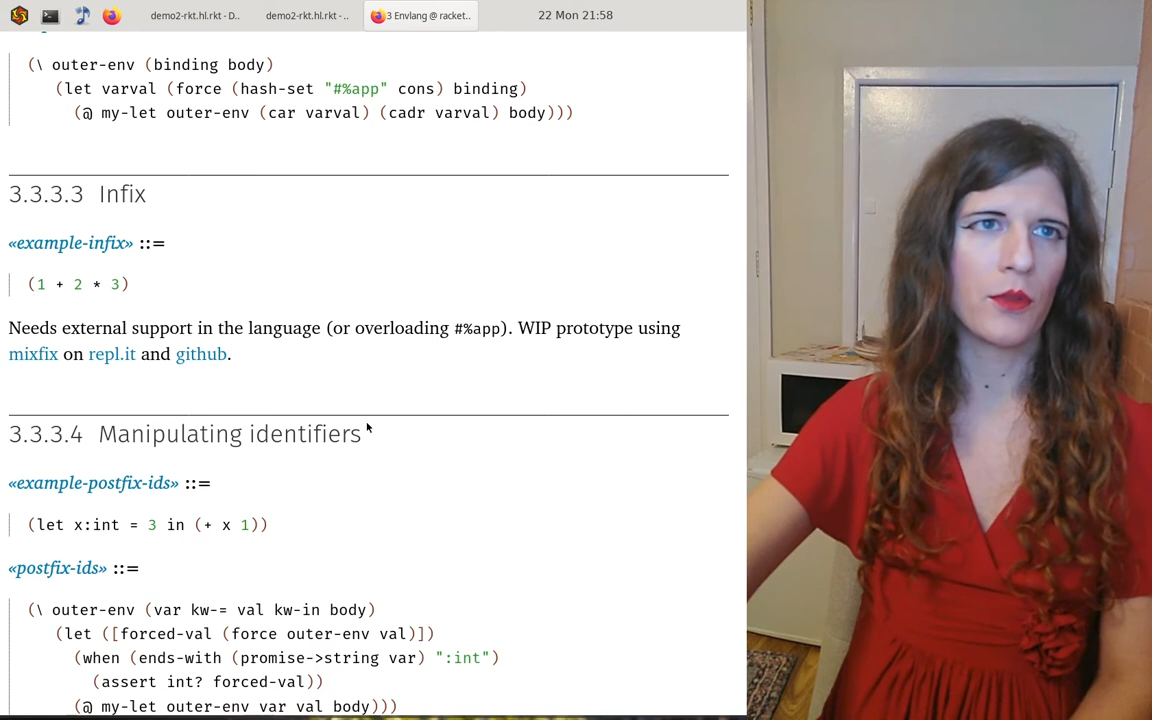 demo2-rkt.hl.rkt - D..
demo2-rkt.hl.rkt - ..
3 Envlang @ racket..
22 Mon 21:58
(\ outer-env (binding body)
(let varval (force (hash-set "#%app" cons) binding)
(@ my-let outer-env (car varval) (cadr varval) body)))
3.3.3.3 Infix
«example-infix» ::=
(1 + 2 * 3)
Needs external support in the language (or overloading #%app). WIP prototype using
mixfix on repl.it and github.
3.3.3.4 Manipulating identifiers
«example-postfix-ids» ::=
(let x:int = 3 in (+ x 1))
«postfix-ids» ::=
(\ outer-env (var kw-= val kw-in body)
(let ([forced-val (force outer-env val)])
(when (ends-with (promise->string var) ":int")
(assert int? forced-val))
(@ my-let outer-env var val body)))